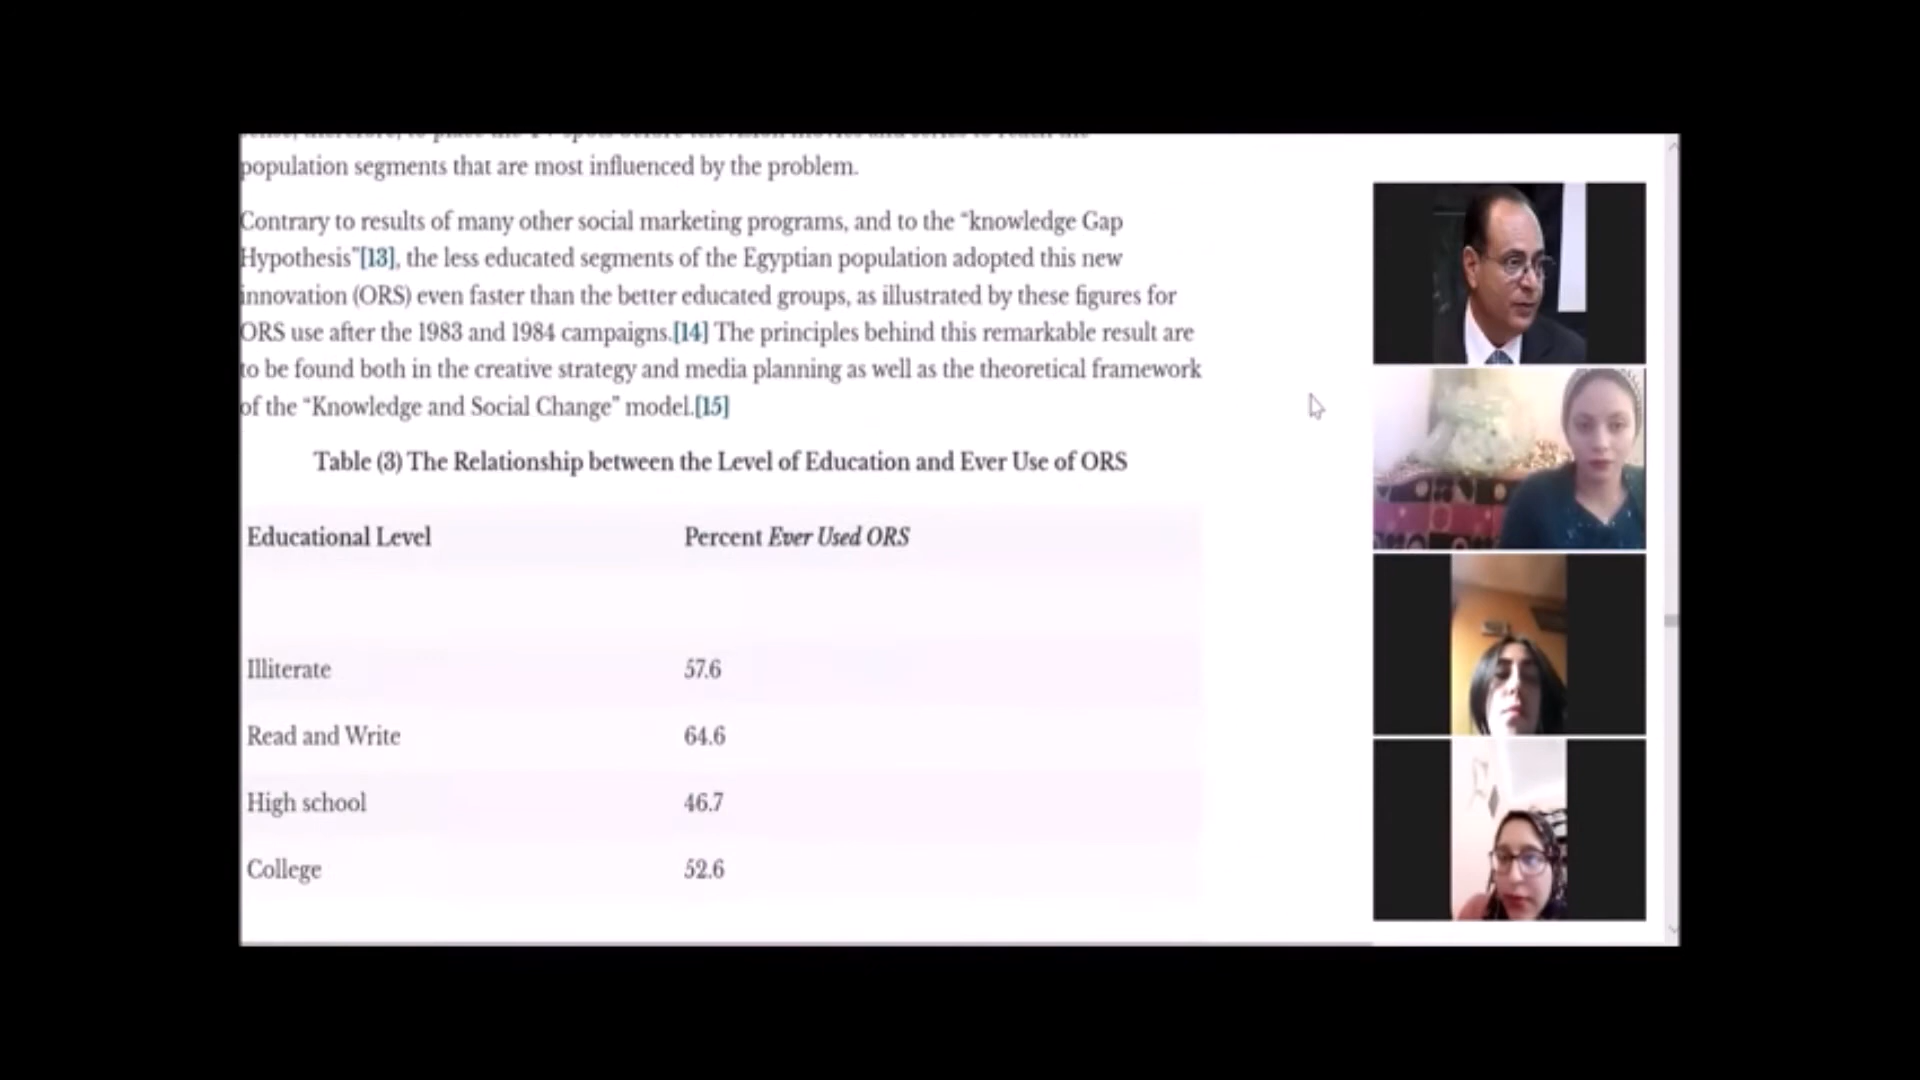 population segments that are most influenced by the problem.
Contrary to results of many other social marketing programs, and to the “knowledge Gap
Hypothesis”[13], the less educated segments of the Egyptian population adopted this new
innovation (ORS) even faster than the better educated groups, as illustrated by these figures for
ORS use after the 1983 and 1984 campaigns.[14] The principles behind this remarkable result are
to be found both in the creative strategy and media planning as well as the theoretical framework
of the “Knowledge and Social Change” model.[15]
Table (3) The Relationship between the Level of Education and Ever Use of ORS
Educational Level Percent Ever Used ORS
Illiterate 57.6
Read and Write 64.6
High school 46.7
College 52.6